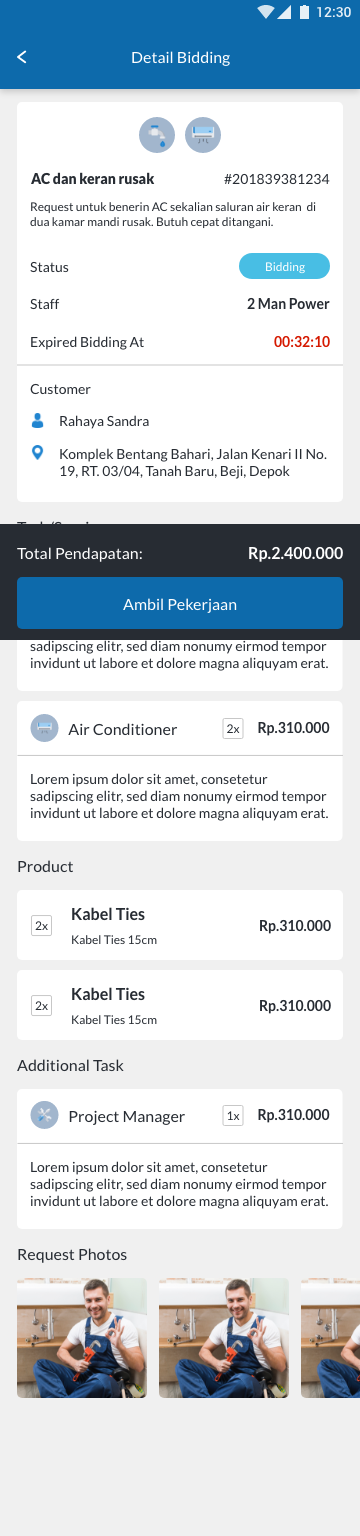 12:30
Detail Bidding
AC dan keran rusak #201839381234
Request untuk benerin AC sekalian saluran air keran di
dua kamar mandi rusak. Butuh cepat ditangani.
Status Bidding
Staff 2 Man Power
Expired Bidding At 00:32:10
Customer
Rahaya Sandra
Komplek Bentang Bahari, Jalan Kenari II No.
19, RT. 03/04, Tanah Baru, Beji, Depok
Total Pendapatan: Rp.2.400.000
Ambil Pekerjaan
sadipscing elitr, sed diam nonumy eirmod tempor
invidunt ut labore et dolore magna aliquyam erat.
Air Conditioner 2x Rp.310.000
Lorem ipsum dolor sit amet, consetetur
sadipscing elitr, sed diam nonumy eirmod tempor
invidunt ut labore et dolore magna aliquyam erat.
Product
2x Kabel Ties Rp.310.000
Kabel Ties 15cm
2x Kabel Ties Rp.310.000
Kabel Ties 15cm
Additional Task
Project Manager 1x Rp.310.000
Lorem ipsum dolor sit amet, consetetur
sadipscing elitr, sed diam nonumy eirmod tempor
invidunt ut labore et dolore magna aliquyam erat.
Request Photos